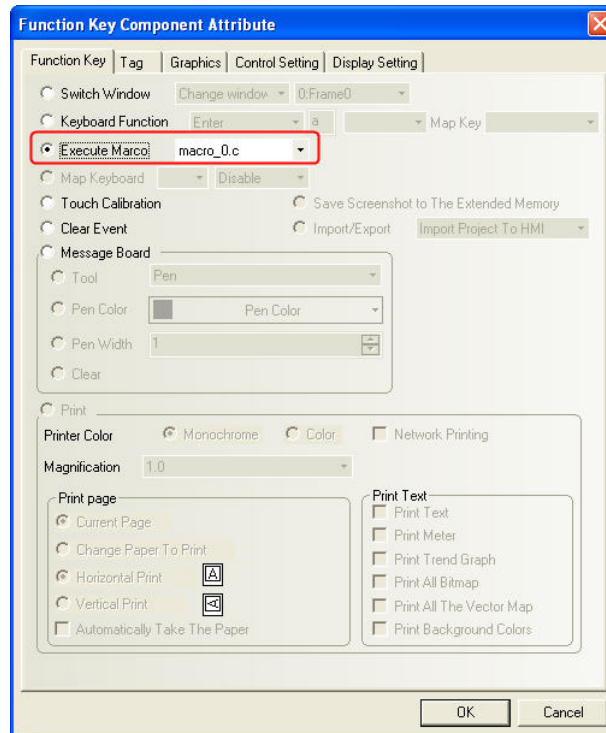 Function Key Component Attribute
Function Key Tag Graphics Control Setting Display Setting
Switch Window Change window 0:Frame0
Keyboard Function Enter a Map Key
Execute Marco macro_0.c
Map Keyboard Disable
Touch Calibration Save Screenshot to The Extended Memory
Clear Event Import/Export Import Project To HMI
Message Board
Tool Pen
Pen Color Pen Color
Pen Width 1
Clear
Print
Printer Color Monochrome Color Network Printing
Magnification 1.0
Print page Print Text
Current Page Print Text
Change Paper To Print Print Meter
Horizontal Print A Print Trend Graph
Vertical Print A Print All Bitmap
Automatically Take The Paper Print All The Vector Map
Print Background Colors
OK Cancel